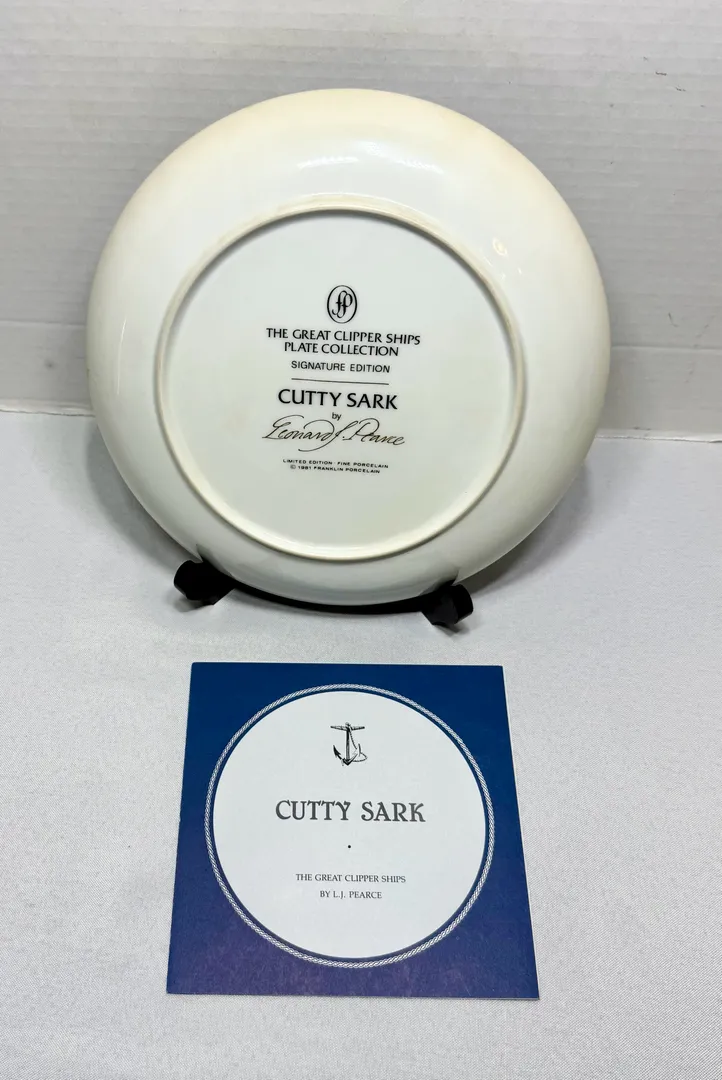 fp
THE GREAT CLIPPER SHIPS
PLATE COLLECTION
SIGNATURE EDITION
CUTTY SARK
by
Leonard J. Pearce
LIMITED EDITION · FINE PORCELAIN
© 1981 FRANKLIN PORCELAIN
CUTTY SARK
THE GREAT CLIPPER SHIPS
BY L.J. PEARCE